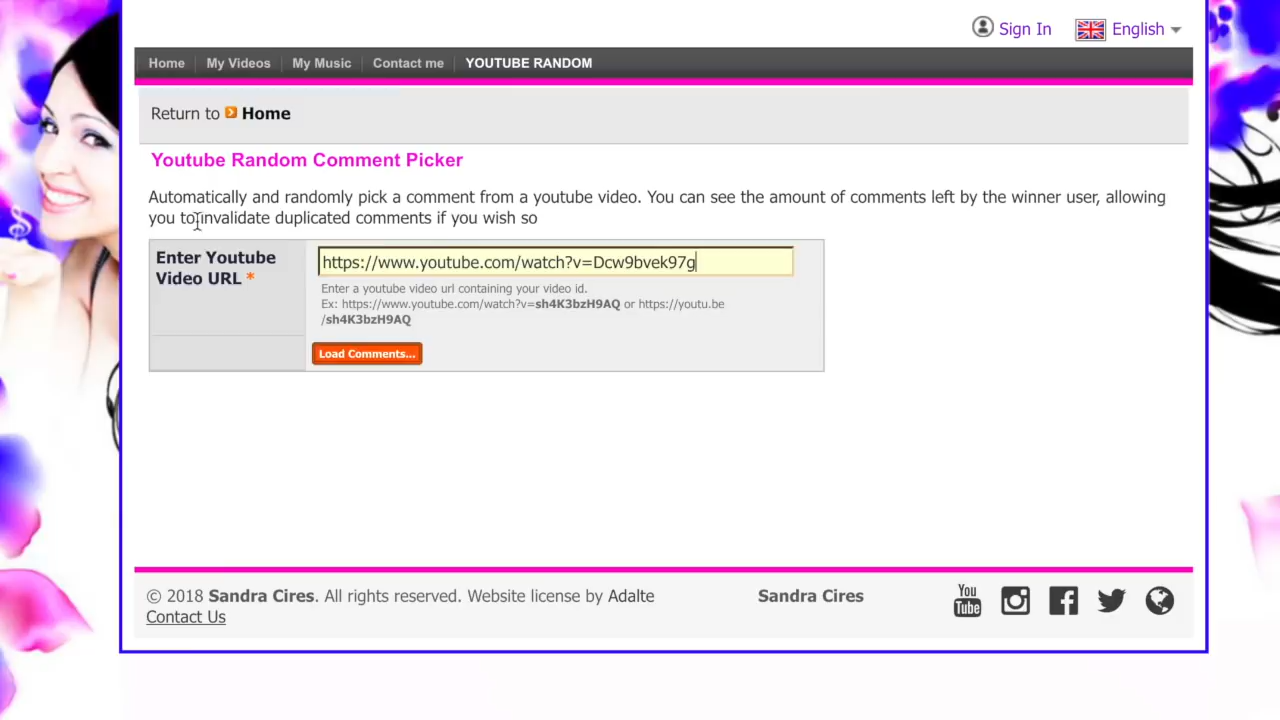 Sign In
English
Home
My Videos
My Music
Contact me
YOUTUBE RANDOM
Return to Home
Youtube Random Comment Picker
Automatically and randomly pick a comment from a youtube video. You can see the amount of comments left by the winner user, allowing
you to invalidate duplicated comments if you wish so
Enter Youtube
Video URL *
https://www.youtube.com/watch?v=Dcw9bvek97g
Enter a youtube video url containing your video id.
Ex: https://www.youtube.com/watch?v=sh4K3bzH9AQ or https://youtu.be
/sh4K3bzH9AQ
Load Comments...
© 2018 Sandra Cires. All rights reserved. Website license by Adalte
Contact Us
Sandra Cires
You
Tube